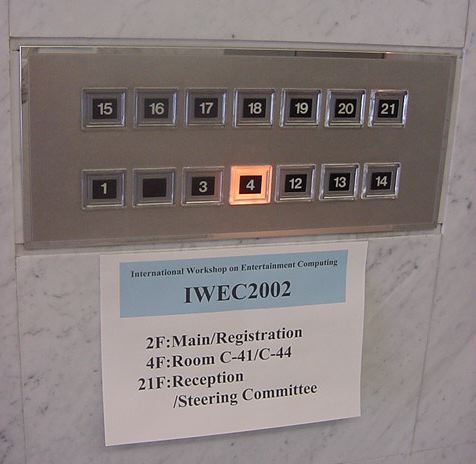 15 16 17 18 19 20 21
1 3 4 12 13 14
International Workshop on Entertainment Computing
IWEC2002
2F:Main/Registration
4F:Room C-41/C-44
21F:Reception
/Steering Committee